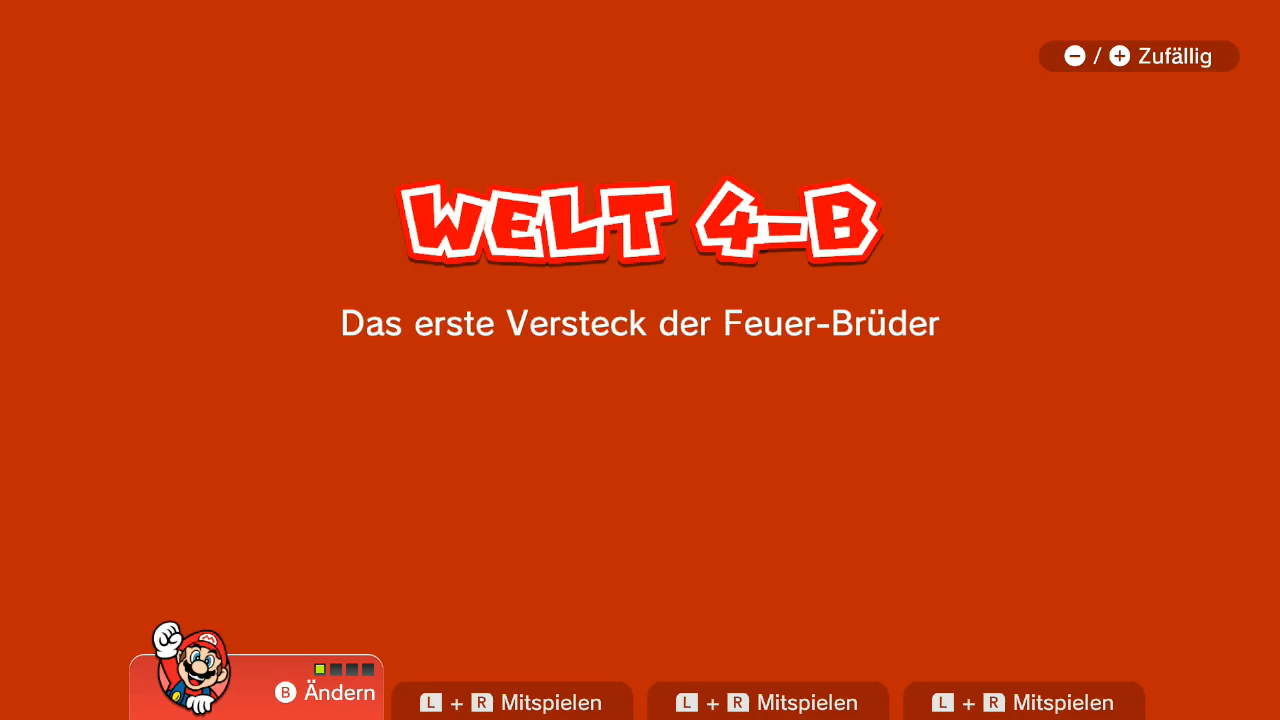 - / + Zufällig
WELT 4-B
Das erste Versteck der Feuer-Brüder
B Ändern
L + R Mitspielen
L + R Mitspielen
L + R Mitspielen